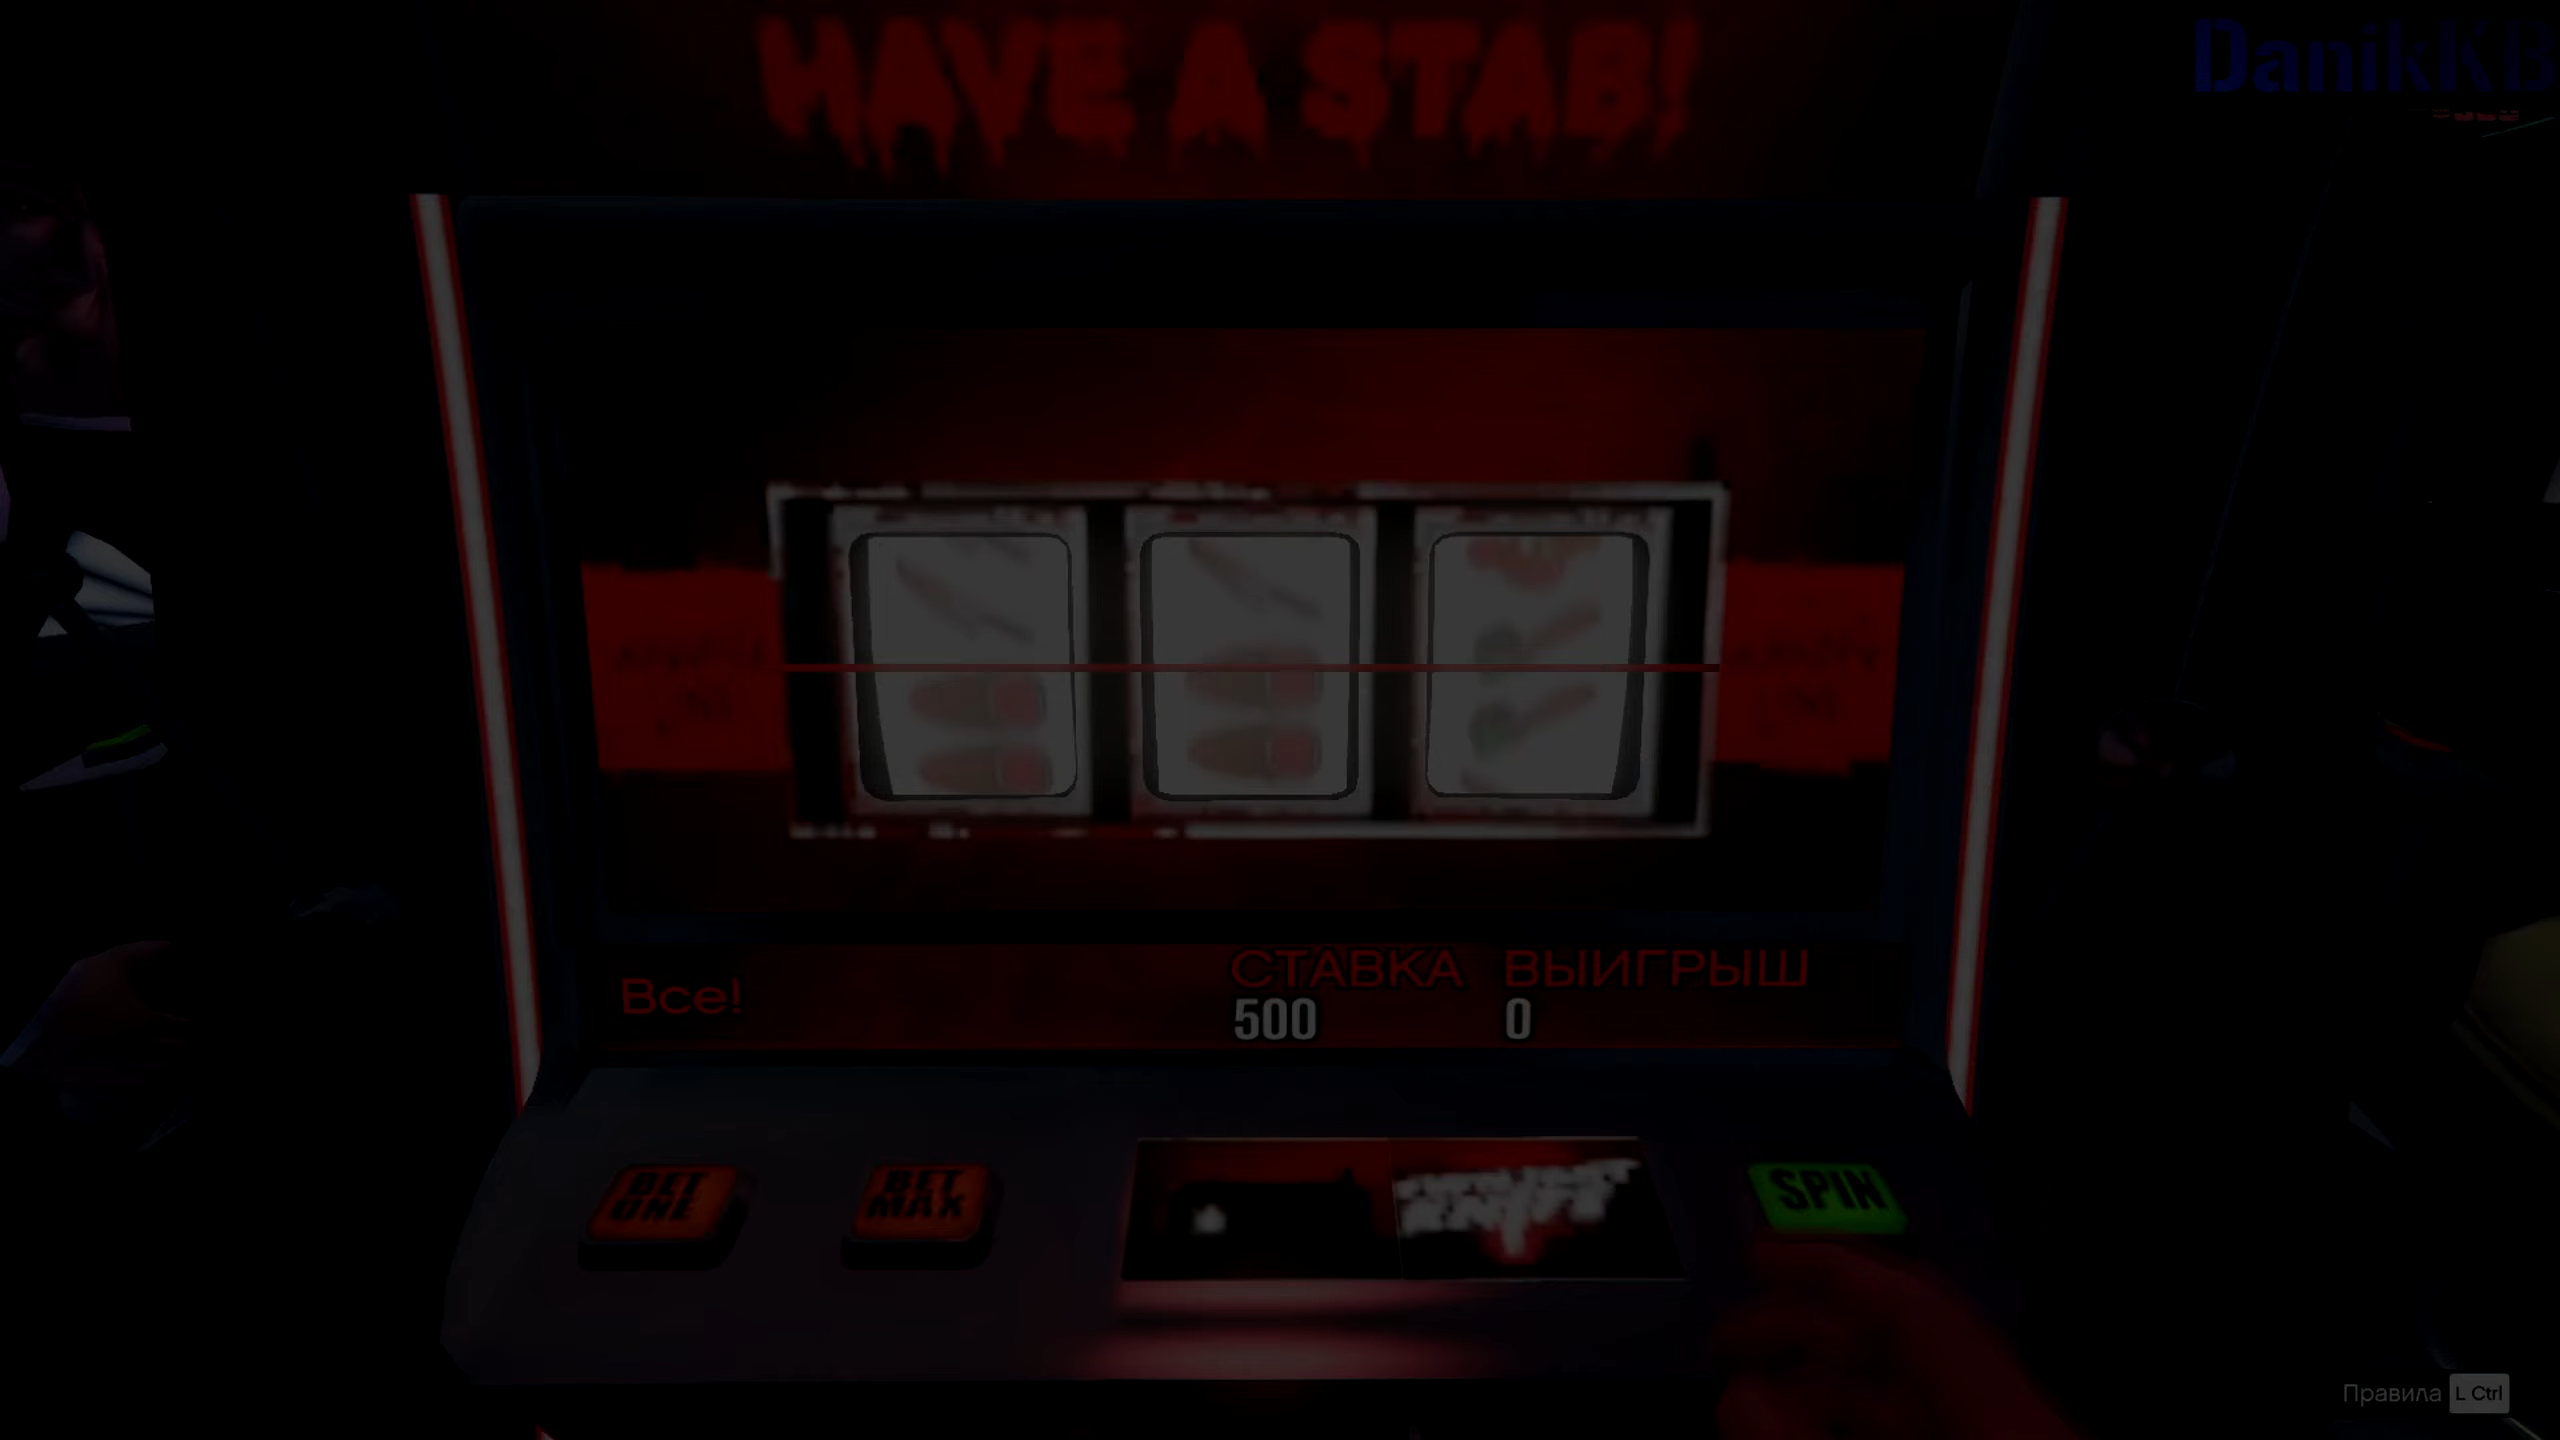 HAVE A STAB!
DanikKB
Все!
СТАВКА ВЫИГРЫШ
500 0
BET
ONE
BET
MAX
SPIN
Правила L Ctrl